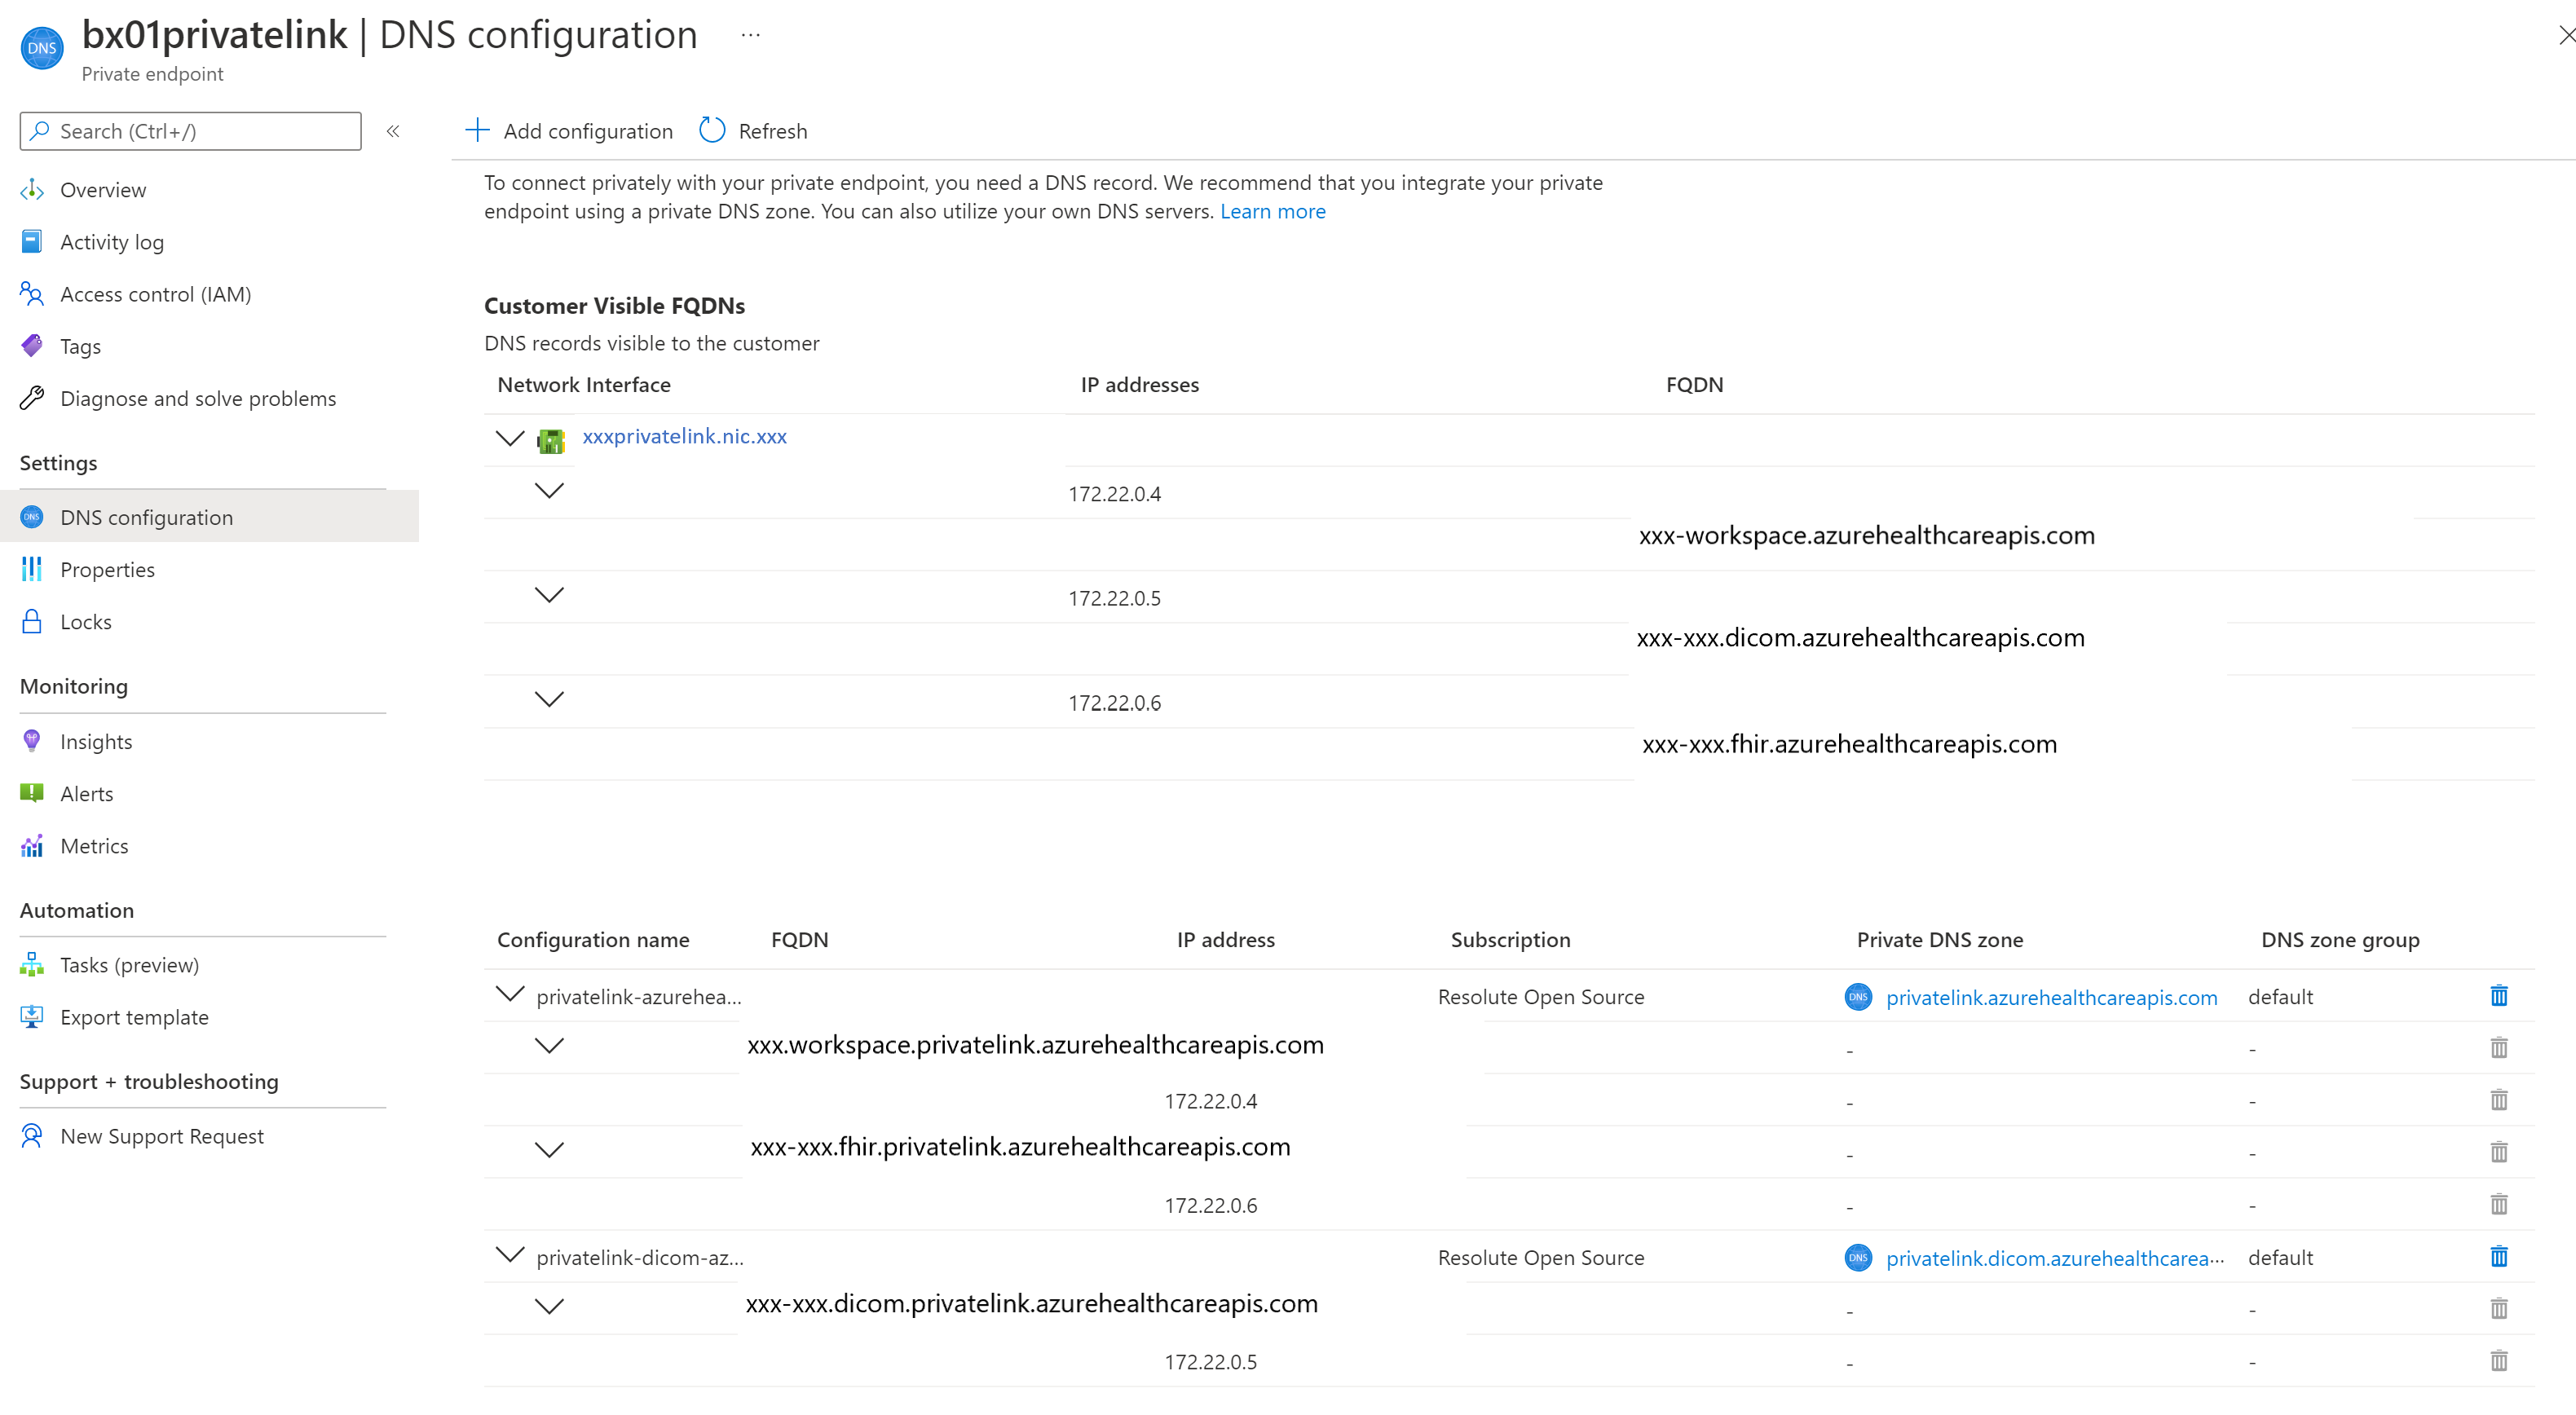 DNS
bx01privatelink | DNS configuration ...
Private endpoint
Search (Ctrl+/)
Overview
Activity log
Access control (IAM)
Tags
Diagnose and solve problems
Settings
DNS
DNS configuration
Properties
Locks
Monitoring
Insights
Alerts
Metrics
Automation
Tasks (preview)
Export template
Support + troubleshooting
New Support Request
Add configuration Refresh
To connect privately with your private endpoint, you need a DNS record. We recommend that you integrate your private
endpoint using a private DNS zone. You can also utilize your own DNS servers. Learn more
Customer Visible FQDNs
DNS records visible to the customer
Network Interface IP addresses FQDN
xxxprivatelink.nic.xxx
172.22.0.4
xxx-workspace.azurehealthcareapis.com
172.22.0.5
xxx-xxx.dicom.azurehealthcareapis.com
172.22.0.6
xxx-xxx.fhir.azurehealthcareapis.com
Configuration name FQDN IP address Subscription Private DNS zone DNS zone group
privatelink-azurehea... Resolute Open Source DNS privatelink.azurehealthcareapis.com default
xxx.workspace.privatelink.azurehealthcareapis.com - -
172.22.0.4 - -
xxx-xxx.fhir.privatelink.azurehealthcareapis.com - -
172.22.0.6 - -
privatelink-dicom-az... Resolute Open Source DNS privatelink.dicom.azurehealthcarea... default
xxx-xxx.dicom.privatelink.azurehealthcareapis.com - -
172.22.0.5 - -